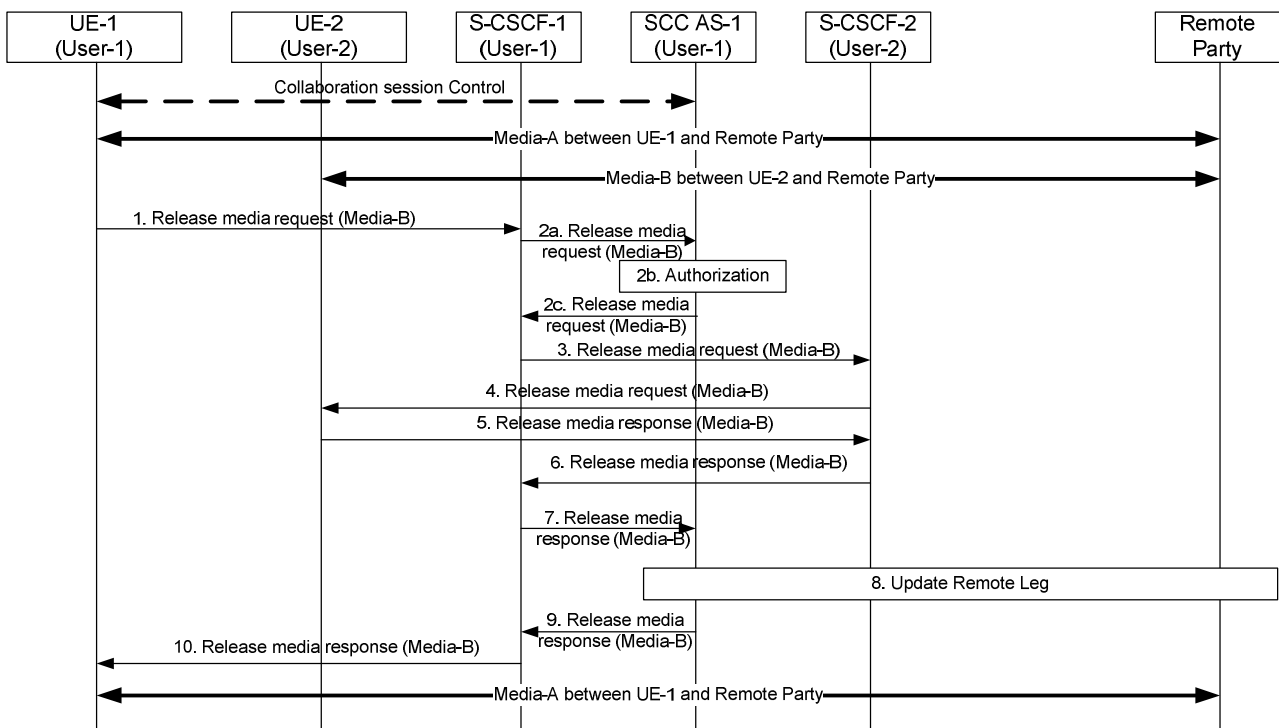 UE-1
(User-1)
UE-2
(User-2)
S-CSCF-1
(User-1)
SCC AS-1
(User-1)
S-CSCF-2
(User-2)
Remote
Party
Collaboration session Control
Media-A between UE-1 and Remote Party
Media-B between UE-2 and Remote Party
1. Release media request (Media-B)
2a. Release media
request (Media-B)
2b. Authorization
2c. Release media
request (Media-B)
3. Release media request (Media-B)
4. Release media request (Media-B)
5. Release media response (Media-B)
6. Release media response (Media-B)
7. Release media
response (Media-B)
8. Update Remote Leg
9. Release media
response (Media-B)
10. Release media response (Media-B)
Media-A between UE-1 and Remote Party